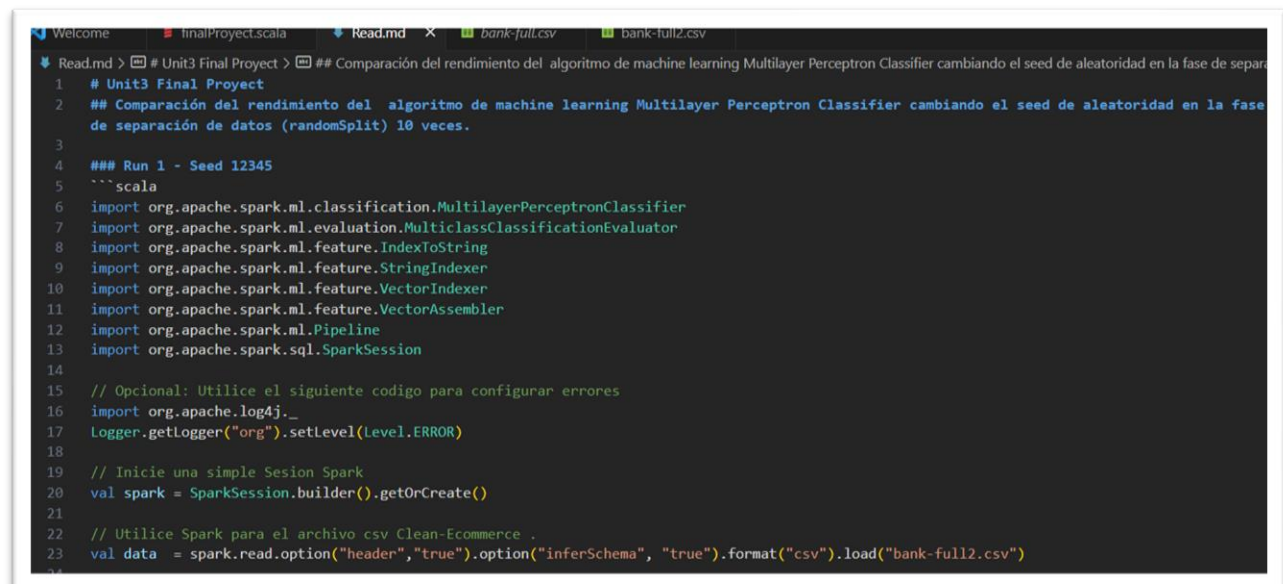 Welcome finalProyect.scala Read.md X bank-full.csv bank-full2.csv
Read.md > # Unit3 Final Proyect > ## Comparación del rendimiento del algoritmo de machine learning Multilayer Perceptron Classifier cambiando el seed de aleatoridad en la fase de separa
1 # Unit3 Final Proyect
2 ## Comparación del rendimiento del algoritmo de machine learning Multilayer Perceptron Classifier cambiando el seed de aleatoridad en la fase
de separación de datos (randomSplit) 10 veces.
3
4 ### Run 1 - Seed 12345
5 ```scala
6 import org.apache.spark.ml.classification.MultilayerPerceptronClassifier
7 import org.apache.spark.ml.evaluation.MulticlassClassificationEvaluator
8 import org.apache.spark.ml.feature.IndexToString
9 import org.apache.spark.ml.feature.StringIndexer
10 import org.apache.spark.ml.feature.VectorIndexer
11 import org.apache.spark.ml.feature.VectorAssembler
12 import org.apache.spark.ml.Pipeline
13 import org.apache.spark.sql.SparkSession
14
15 // Opcional: Utilice el siguiente codigo para configurar errores
16 import org.apache.log4j._
17 Logger.getLogger("org").setLevel(Level.ERROR)
18
19 // Inicie una simple Sesion Spark
20 val spark = SparkSession.builder().getOrCreate()
21
22 // Utilice Spark para el archivo csv Clean-Ecommerce .
23 val data = spark.read.option("header","true").option("inferSchema", "true").format("csv").load("bank-full2.csv")